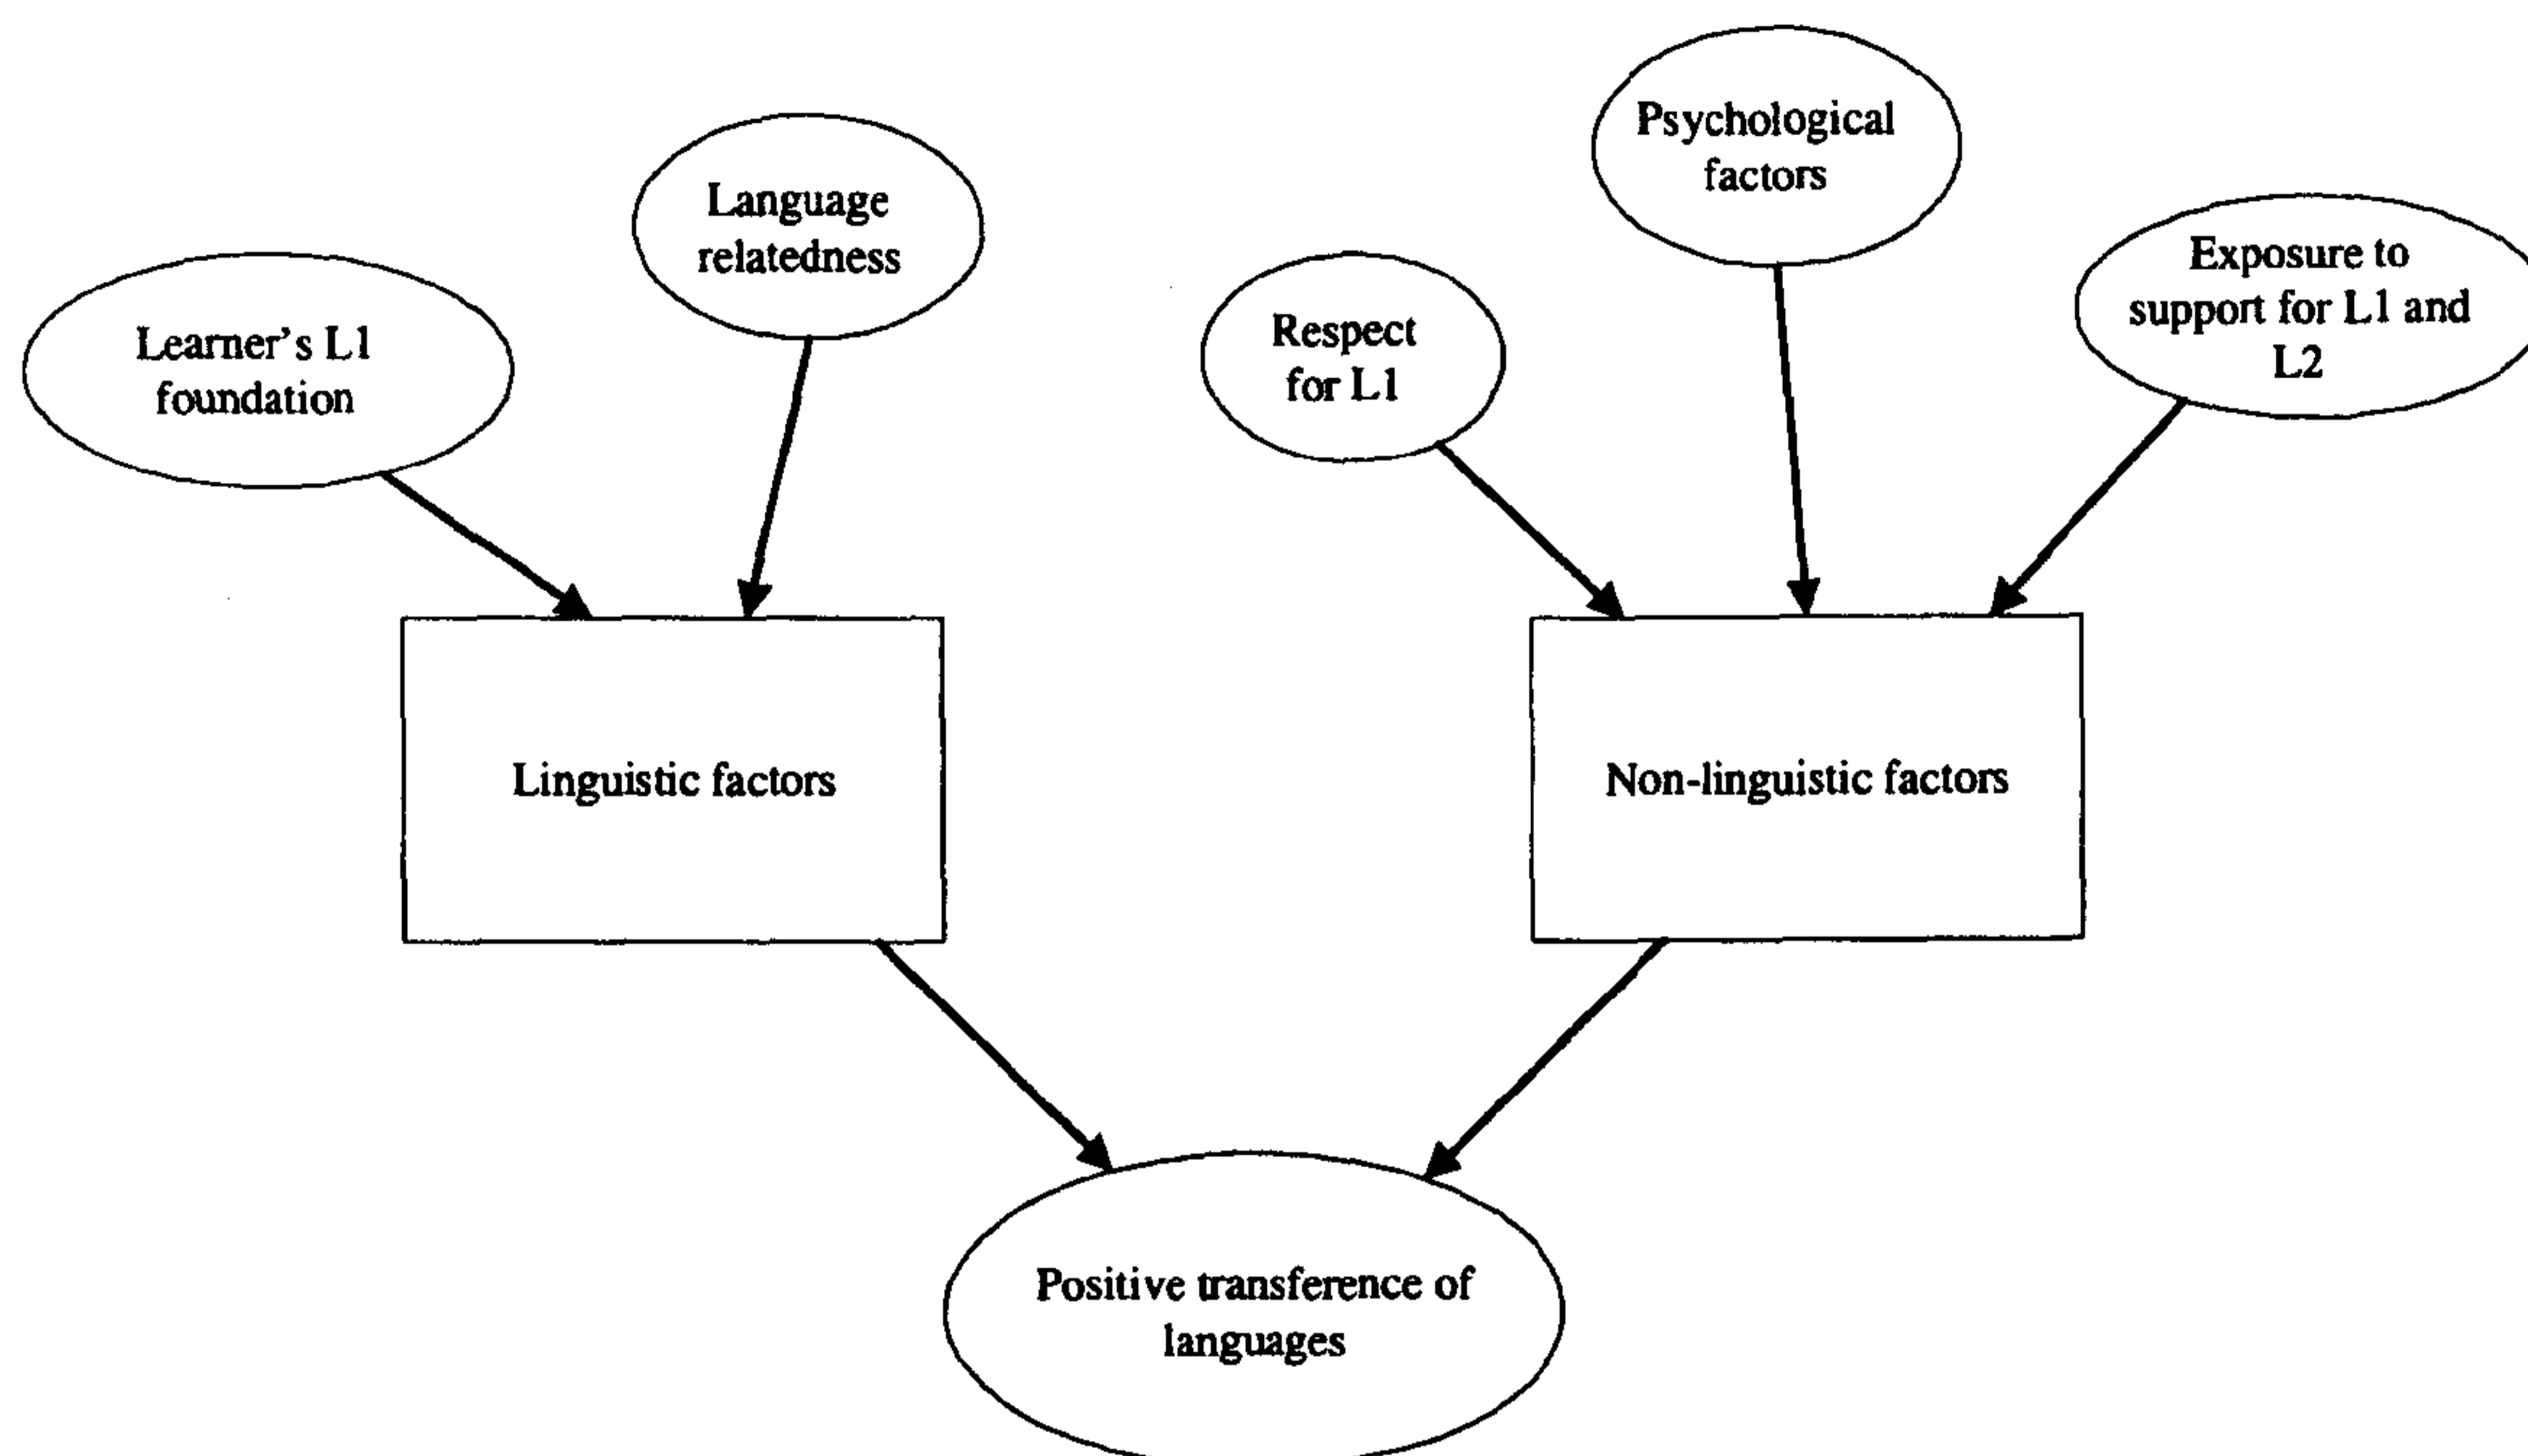 Psychological
factors
Language
relatedness
Exposure to
support for L1 and
L2
Respect
for L1
Learner's L1
foundation
Linguistic factors
Non-linguistic factors
Positive transference of
languages